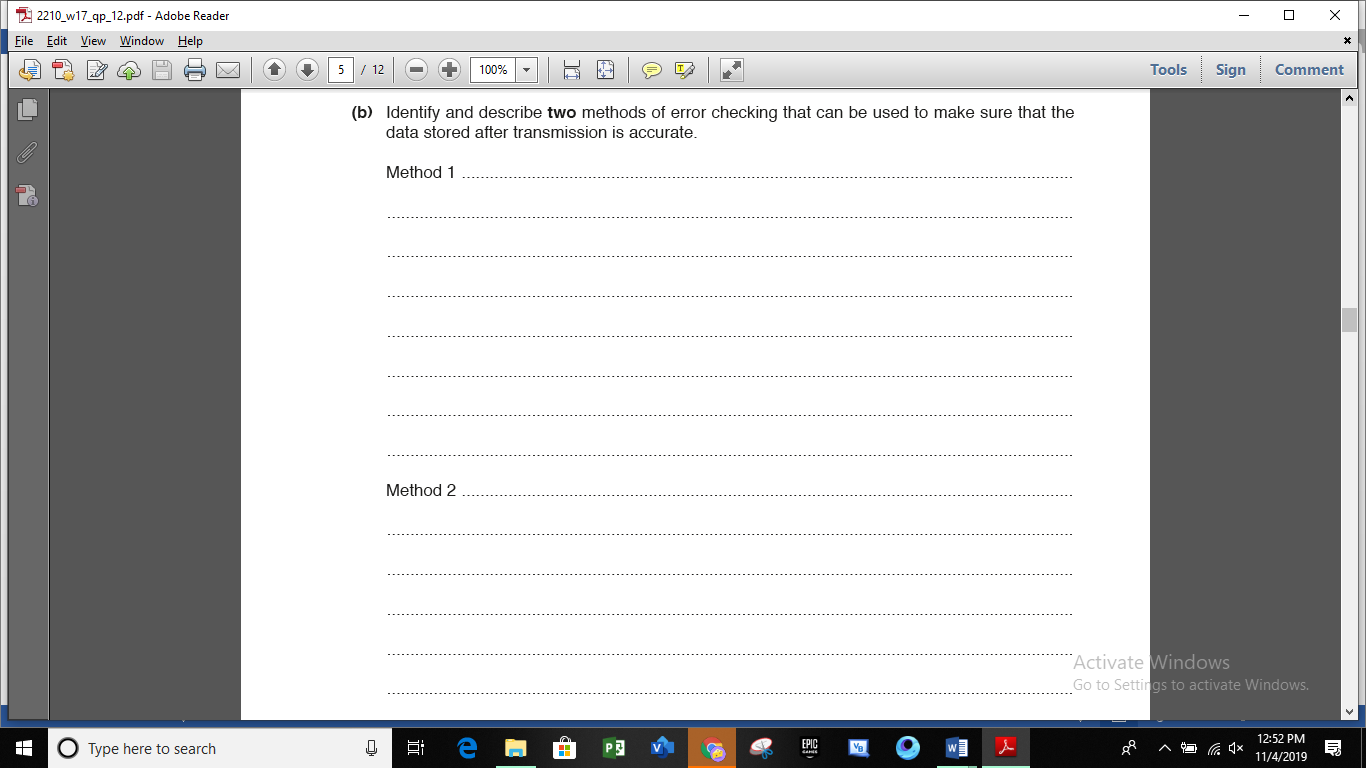 2210_w17_qp_12.pdf - Adobe Reader
File Edit View Window Help
5 / 12 100% Tools Sign Comment
(b) Identify and describe two methods of error checking that can be used to make sure that the
data stored after transmission is accurate.
Method 1 ...........................................................................................................................
Method 2 ...........................................................................................................................
Activate Windows
Go to Settings to activate Windows.
Type here to search
EPIC
GAMES
12:52 PM
11/4/2019